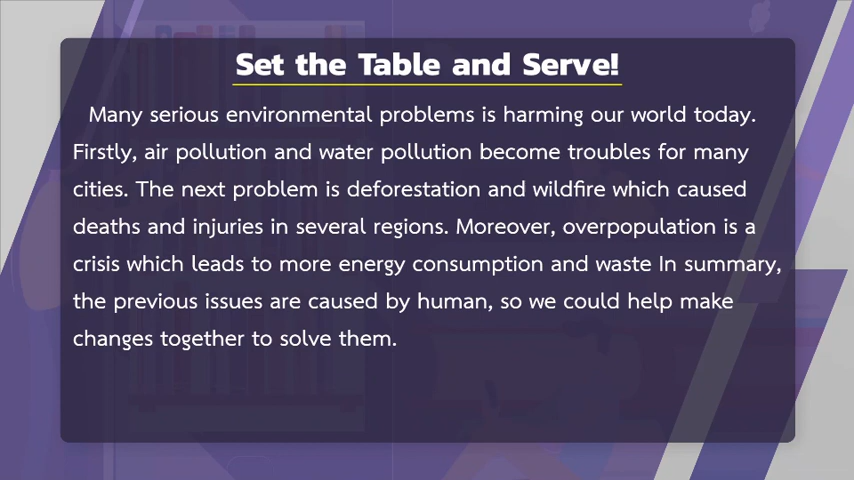 Set the Table and Serve!
Many serious environmental problems is harming our world today.
Firstly, air pollution and water pollution become troubles for many
cities. The next problem is deforestation and wildfire which caused
deaths and injuries in several regions. Moreover, overpopulation is a
crisis which leads to more energy consumption and waste In summary,
the previous issues are caused by human, so we could help make
changes together to solve them.